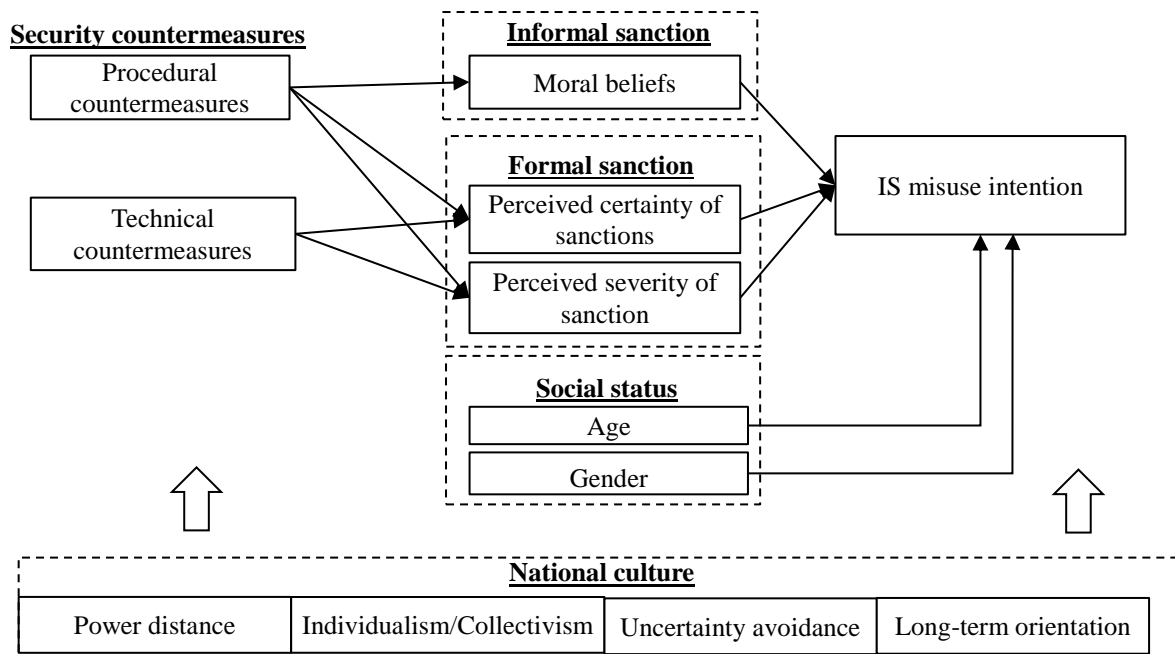 Security countermeasures
Procedural
countermeasures
Technical
countermeasures
Informal sanction
Moral beliefs
Formal sanction
Perceived certainty of
sanctions
Perceived severity of
sanction
Social status
Age
Gender
IS misuse intention
National culture
Power distance
Individualism/Collectivism
Uncertainty avoidance
Long-term orientation